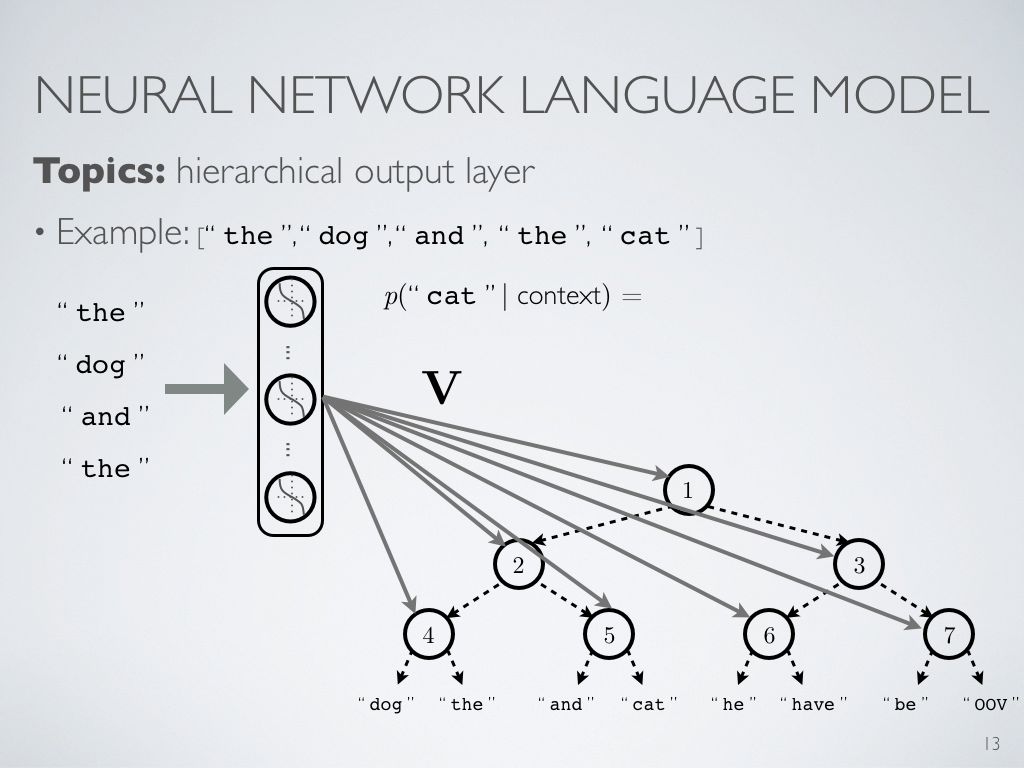 NEURAL NETWORK LANGUAGE MODEL
Topics: hierarchical output layer
• Example: [“ the ”,“ dog ”,“ and ”, “ the ”, “ cat ” ]
p(“ cat ” | context) =
“ the ”
“ dog ”
“ and ”
“ the ”
...
...
V
1
2
3
4
5
6
7
“ dog ” “ the ” “ and ” “ cat ” “ he ” “ have ” “ be ” “ OOV ”
13